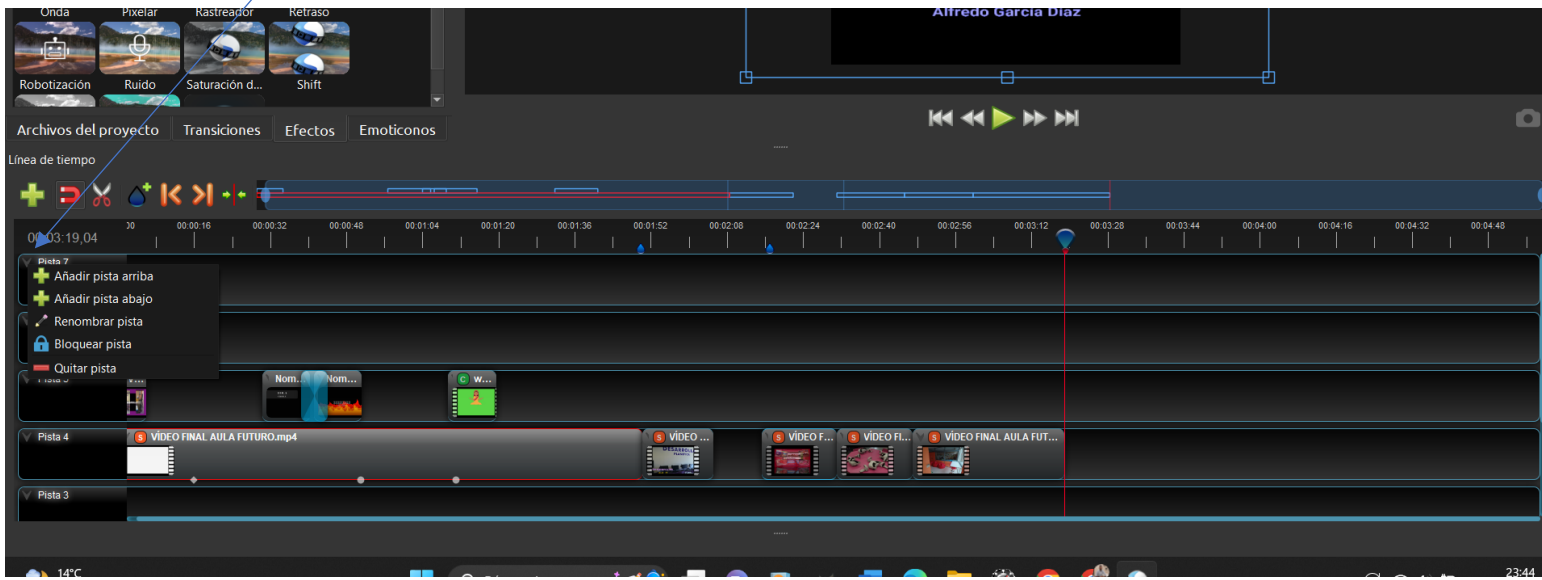 Onda Pixelar Rastreador Retraso
Alfredo García Díaz
Robotización Ruido Saturación d... Shift
Archivos del proyecto Transiciones Efectos Emoticonos
Línea de tiempo
00:03:19,04
00:00:16 00:00:32 00:00:48 00:01:04 00:01:20 00:01:36 00:01:52 00:02:08 00:02:24 00:02:40 00:02:56 00:03:12 00:03:28 00:03:44 00:04:00 00:04:16 00:04:32 00:04:48
Pista 7
Añadir pista arriba
Añadir pista abajo
Renombrar pista
Bloquear pista
Quitar pista
Nom... Nom... C w...
Pista 4 S VÍDEO FINAL AULA FUTURO.mp4 S VÍDEO ... S VÍDEO F... S VÍDEO FI... S VÍDEO FINAL AULA FUT...
Pista 3
14°C
23:44